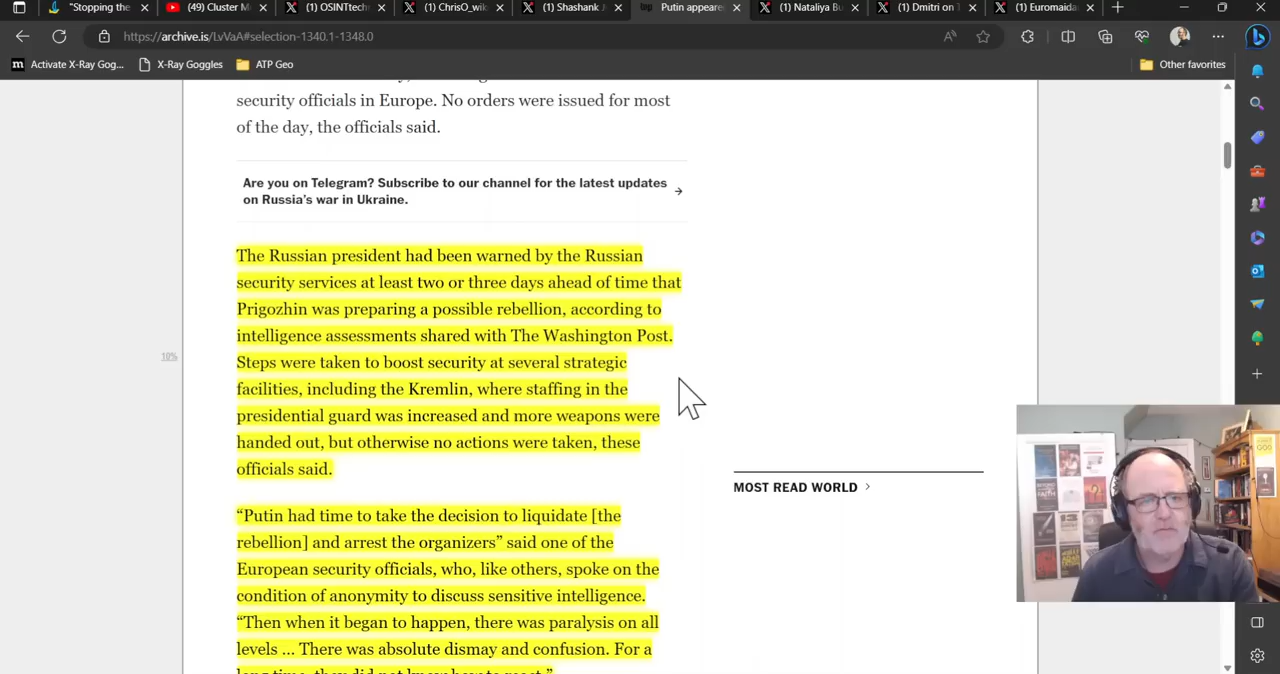 "Stopping the
(49) Cluster M
(1) OSINTtech
(1) ChrisO_wik
(1) Shashank J
Putin appeare
(1) Nataliya Bu
(1) Dmitri on T
(1) Euromaida
https://archive.is/LvVaA#selection-1340.1-1348.0
Activate X-Ray Gog...
X-Ray Goggles
ATP Geo
Other favorites
security officials in Europe. No orders were issued for most
of the day, the officials said.
Are you on Telegram? Subscribe to our channel for the latest updates
on Russia's war in Ukraine.
10%
The Russian president had been warned by the Russian
security services at least two or three days ahead of time that
Prigozhin was preparing a possible rebellion, according to
intelligence assessments shared with The Washington Post.
Steps were taken to boost security at several strategic
facilities, including the Kremlin, where staffing in the
presidential guard was increased and more weapons were
handed out, but otherwise no actions were taken, these
officials said.
MOST READ WORLD
"Putin had time to take the decision to liquidate [the
rebellion] and arrest the organizers" said one of the
European security officials, who, like others, spoke on the
condition of anonymity to discuss sensitive intelligence.
"Then when it began to happen, there was paralysis on all
levels … There was absolute dismay and confusion. For a
long time, they did not know how to react."